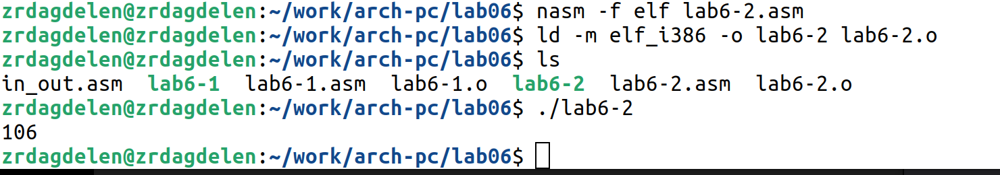 zrdagdelen@zrdagdelen:~/work/arch-pc/lab06$ nasm -f elf lab6-2.asm
zrdagdelen@zrdagdelen:~/work/arch-pc/lab06$ ld -m elf_i386 -o lab6-2 lab6-2.o
zrdagdelen@zrdagdelen:~/work/arch-pc/lab06$ ls
in_out.asm  lab6-1  lab6-1.asm  lab6-1.o  lab6-2  lab6-2.asm  lab6-2.o
zrdagdelen@zrdagdelen:~/work/arch-pc/lab06$ ./lab6-2
106
zrdagdelen@zrdagdelen:~/work/arch-pc/lab06$